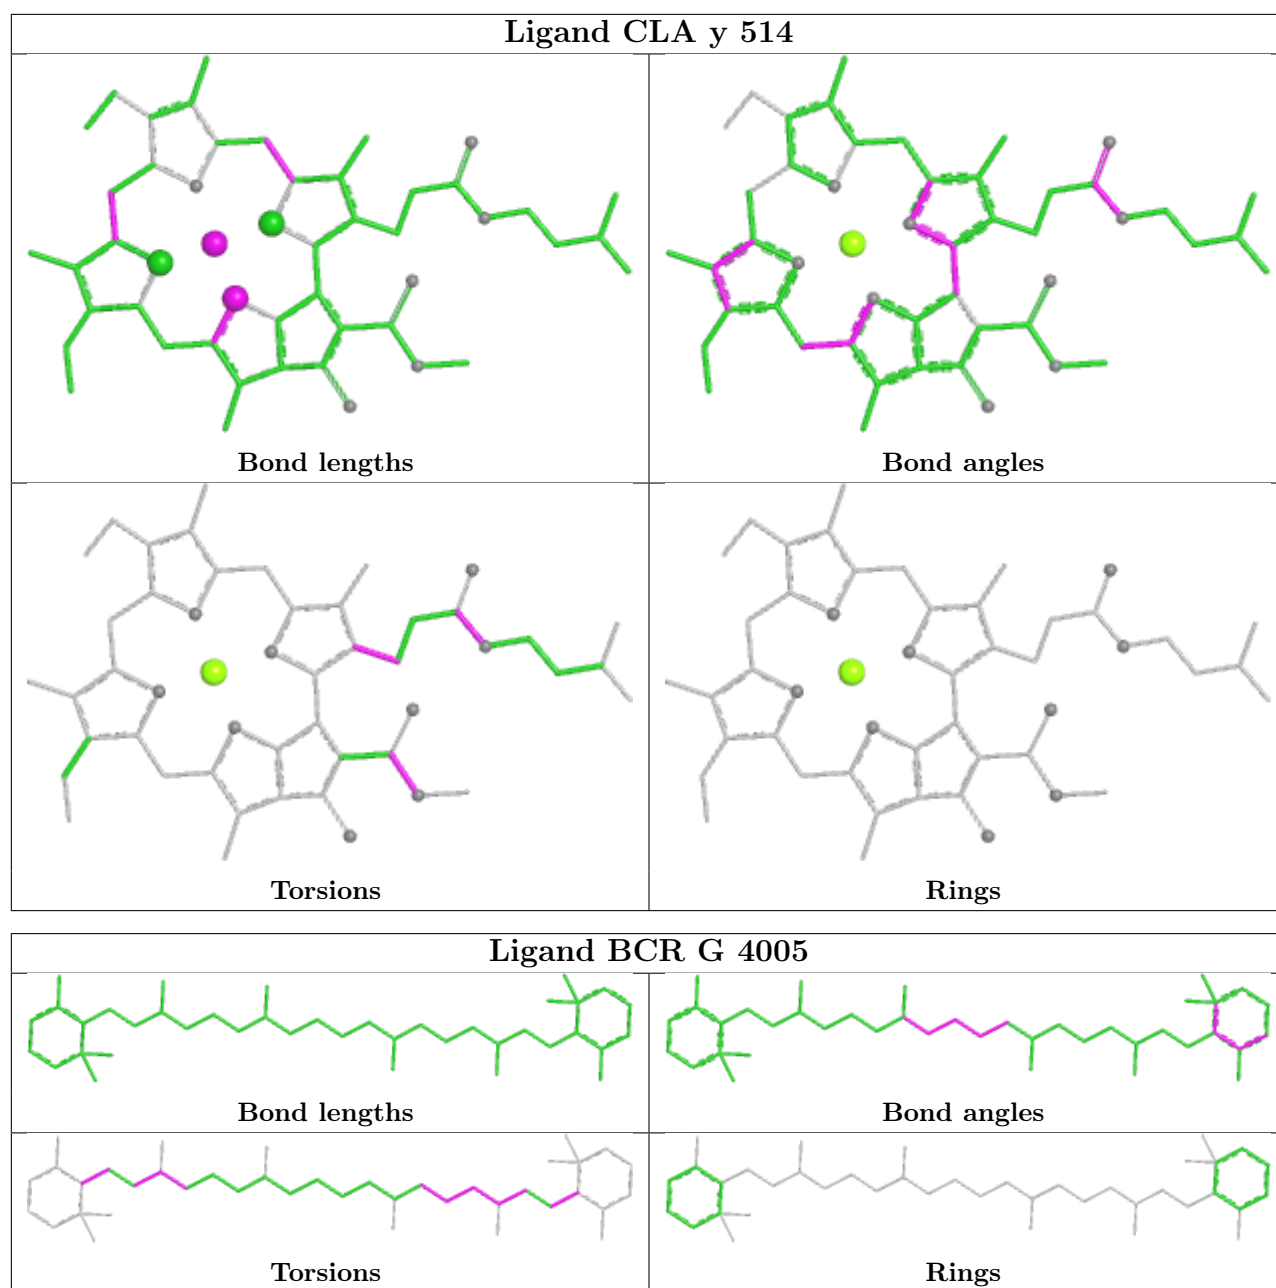 Ligand CLA y 514
Bond lengths
Bond angles
Torsions
Rings
Ligand BCR G 4005
Bond lengths
Bond angles
Torsions
Rings